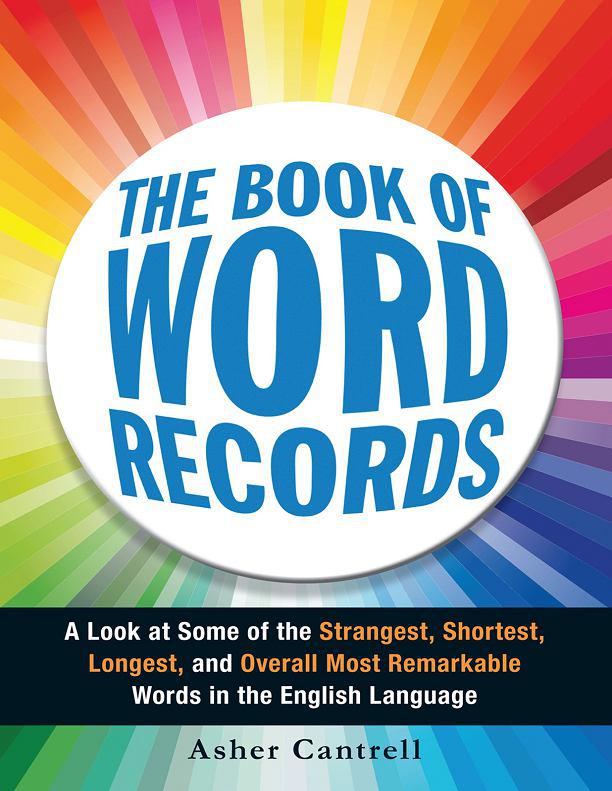 THE BOOK OF
WORD
RECORDS
A Look at Some of the Strangest, Shortest,
Longest, and Overall Most Remarkable
Words in the English Language
Asher Cantrell